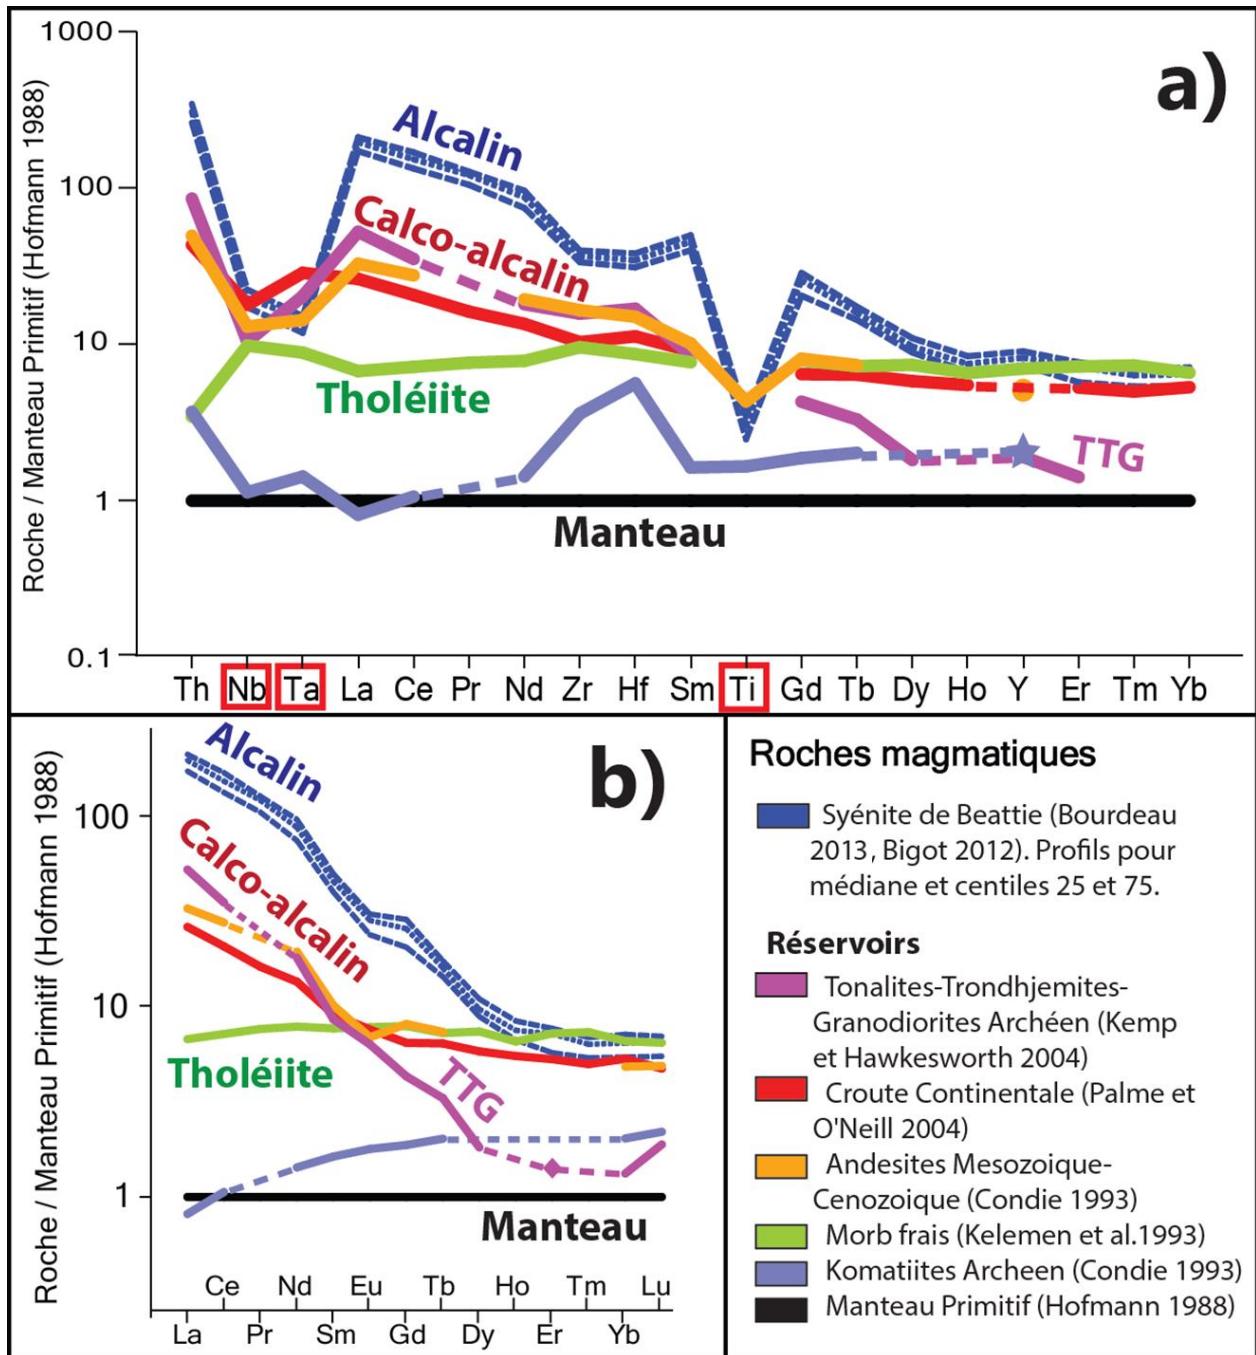 a)
Roche / Manteau Primitif (Hofmann 1988)
1000
100
10
1
0.1
Alcalin
Calco-alcalin
Tholéiite
TTG
Manteau
Th Nb Ta La Ce Pr Nd Zr Hf Sm Ti Gd Tb Dy Ho Y Er Tm Yb
b)
Roche / Manteau Primitif (Hofmann 1988)
100
10
1
Alcalin
Calco-alcalin
Tholéiite
TTG
Manteau
Ce Nd Eu Tb Ho Tm Lu
La Pr Sm Gd Dy Er Yb
Roches magmatiques
Syénite de Beattie (Bourdeau
2013, Bigot 2012). Profils pour
médiane et centiles 25 et 75.
Réservoirs
Tonalites-Trondhjemites-
Granodiorites Archéen (Kemp
et Hawkesworth 2004)
Croute Continentale (Palme et
O'Neill 2004)
Andesites Mesozoique-
Cenozoique (Condie 1993)
Morb frais (Kelemen et al.1993)
Komatiites Archeen (Condie 1993)
Manteau Primitif (Hofmann 1988)